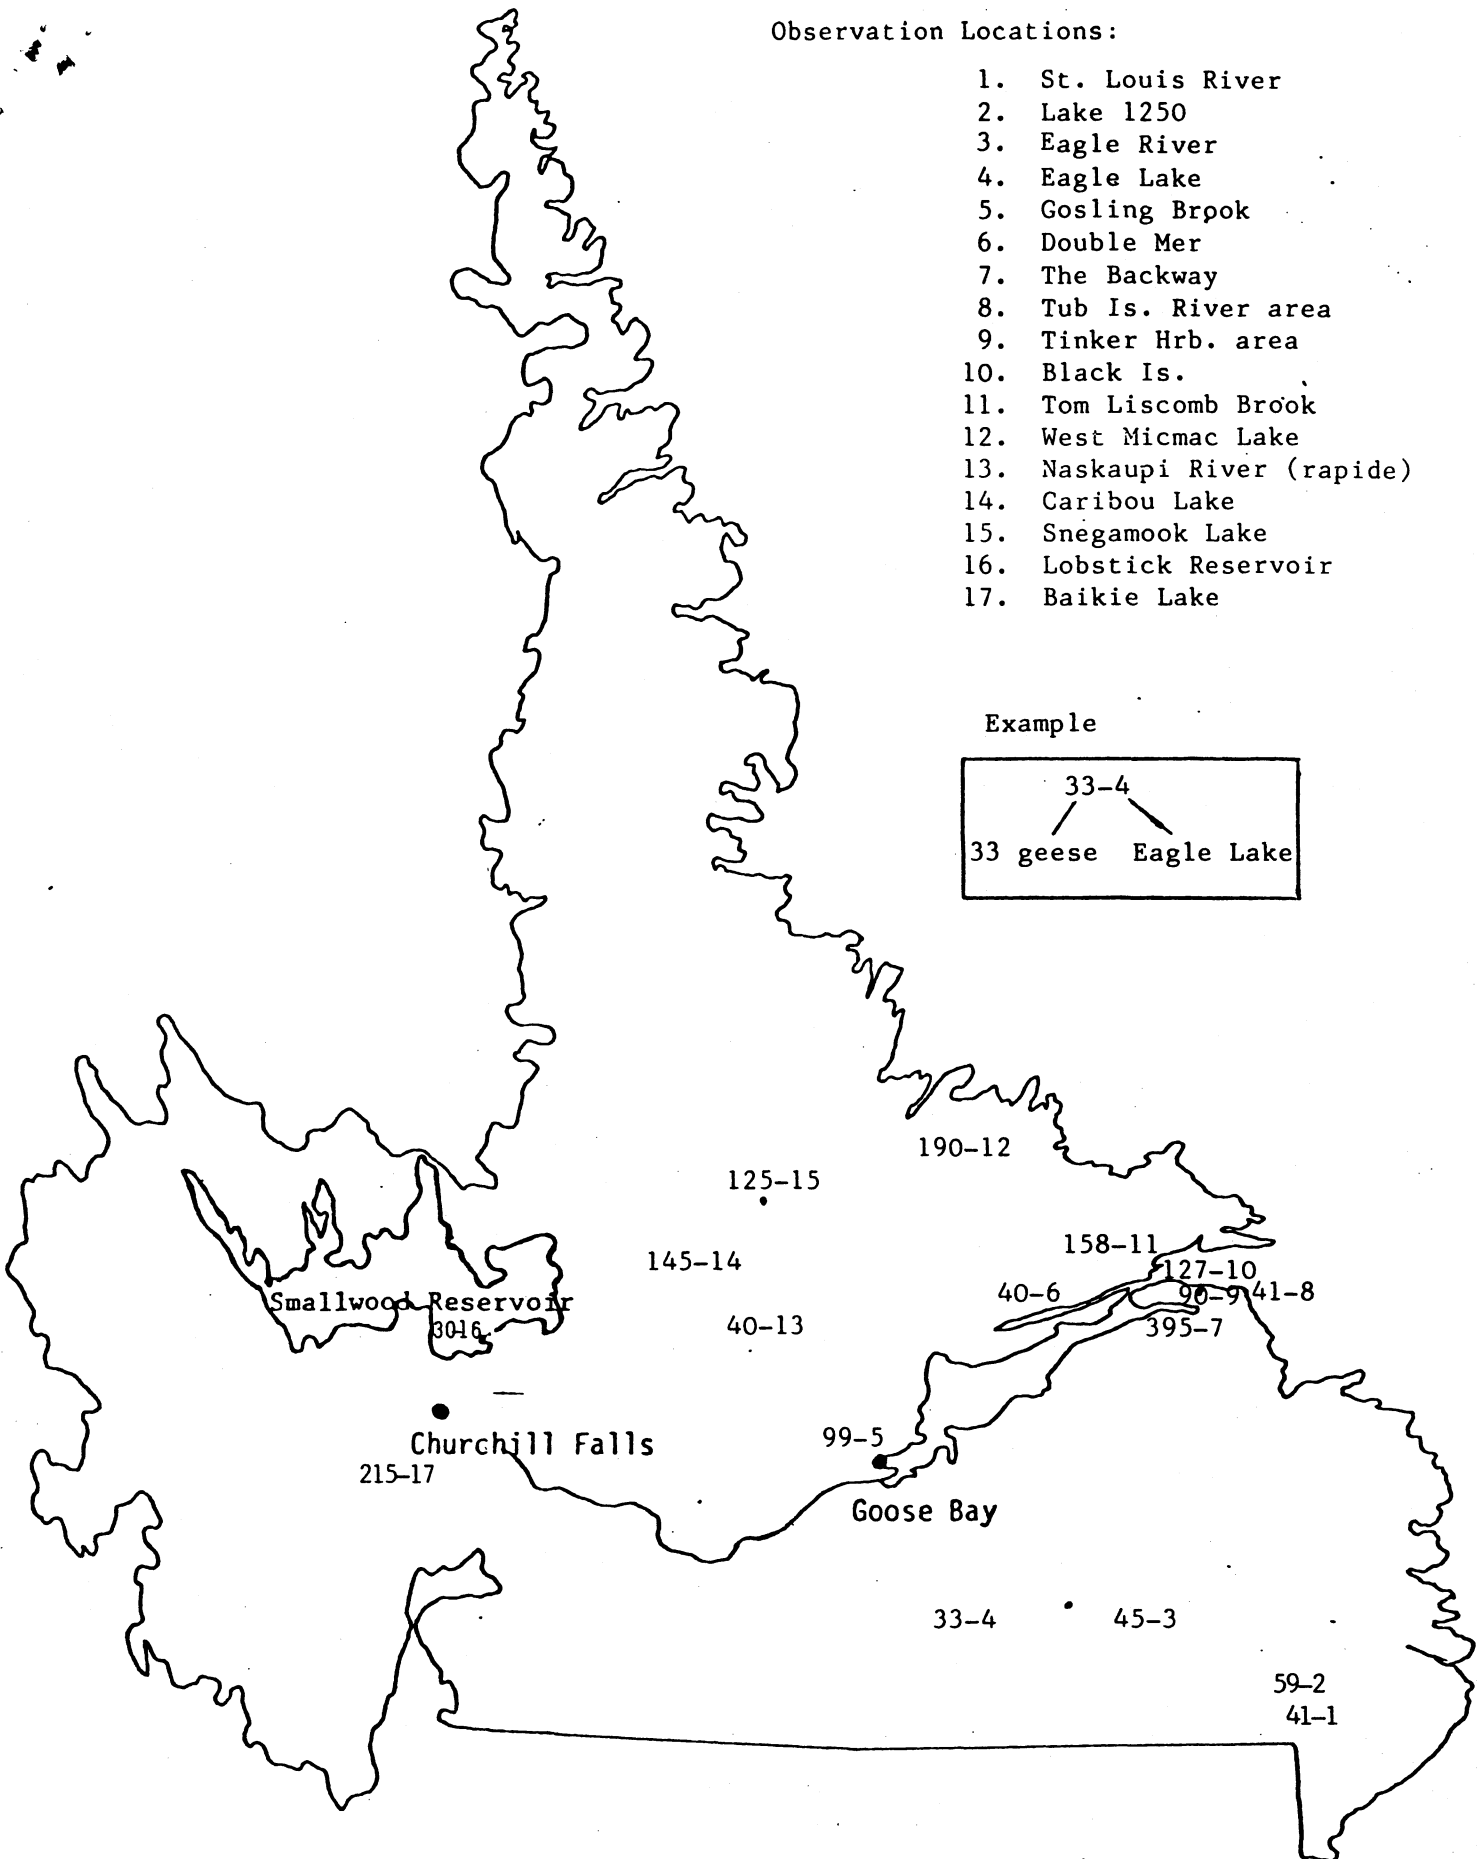 Observation Locations:
1. St. Louis River
2. Lake 1250
3. Eagle River
4. Eagle Lake
5. Gosling Brook
6. Double Mer
7. The Backway
8. Tub Is. River area
9. Tinker Hrb. area
10. Black Is.
11. Tom Liscomb Brook
12. West Micmac Lake
13. Naskaupi River (rapide)
14. Caribou Lake
15. Snegamook Lake
16. Lobstick Reservoir
17. Baikie Lake
Example
33-4
33 geese Eagle Lake
190-12
125-15
158-11
145-14
127-10
40-6
90-9
41-8
Smallwood Reservoir
30-16
40-13
395-7
99-5
Churchill Falls
215-17
Goose Bay
33-4
45-3
59-2
41-1